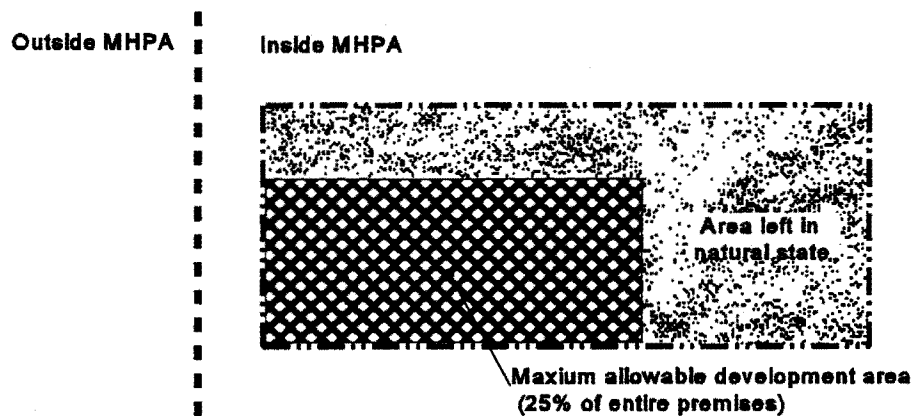 Outside MHPA
Inside MHPA
Area left in
natural state.
Maxium allowable development area
(25% of entire premises)